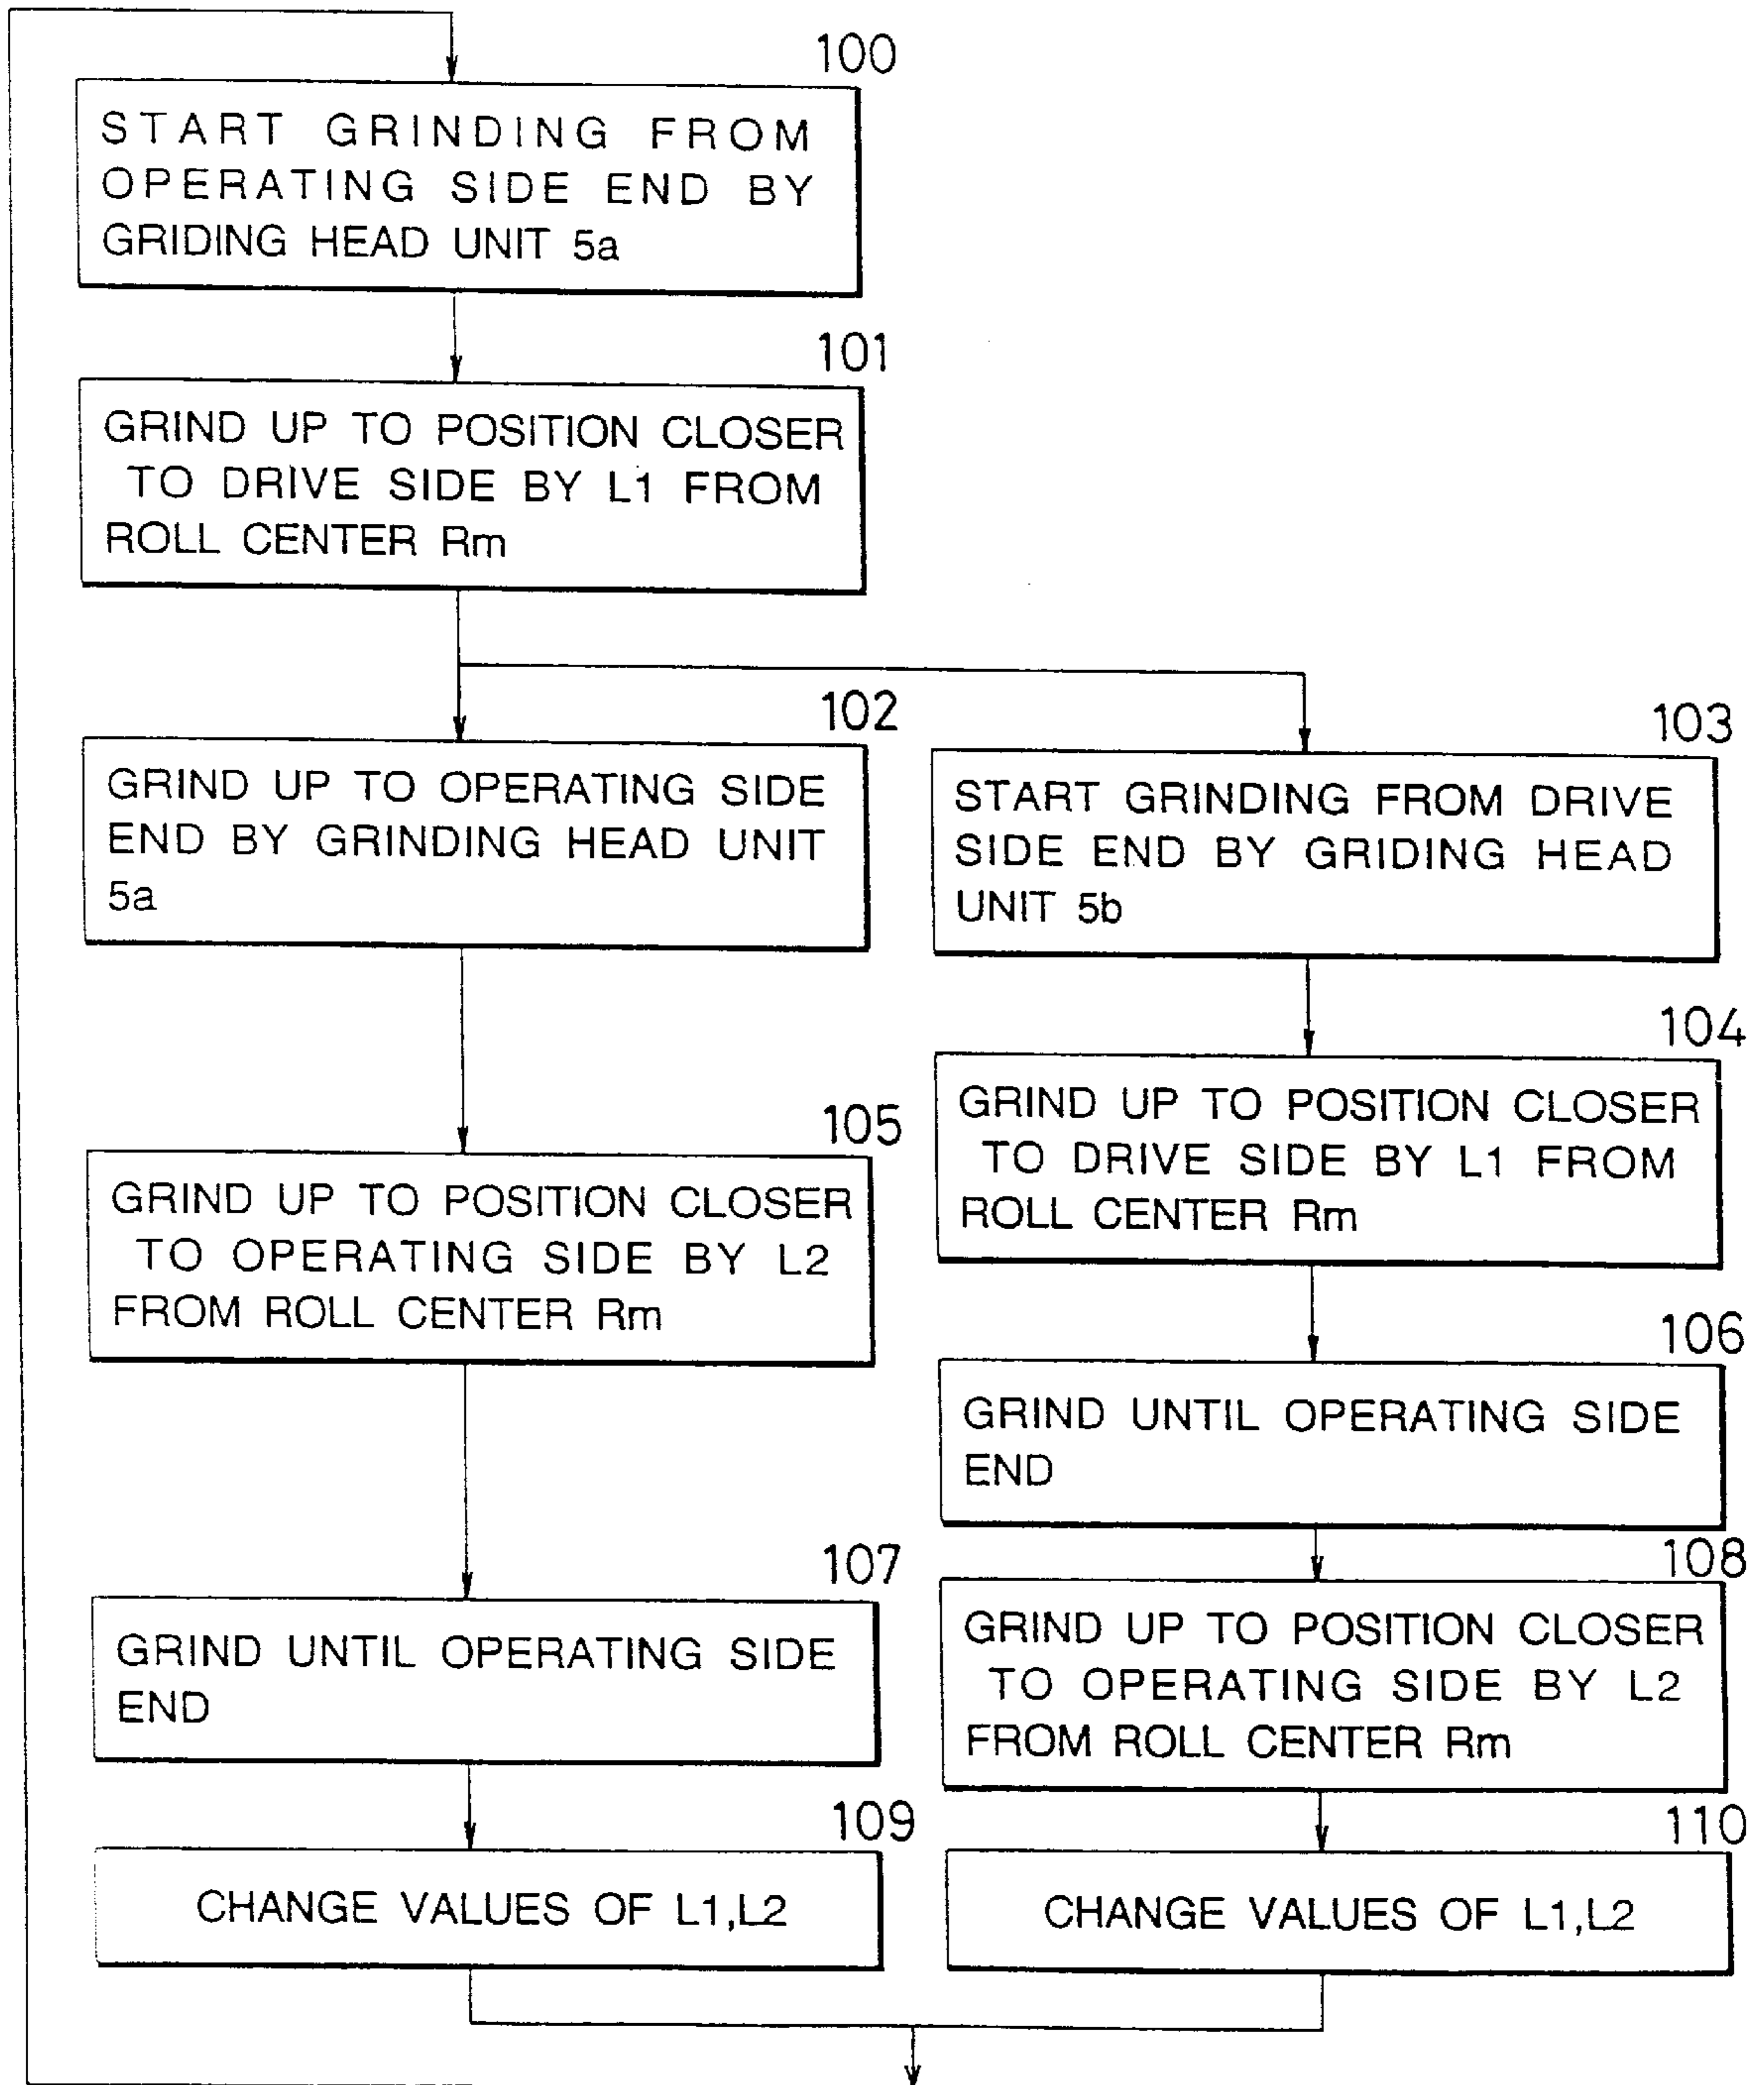 100
START GRINDING FROM
OPERATING SIDE END BY
GRIDING HEAD UNIT 5a
101
GRIND UP TO POSITION CLOSER
TO DRIVE SIDE BY L1 FROM
ROLL CENTER Rm
102
GRIND UP TO OPERATING SIDE
END BY GRINDING HEAD UNIT
5a
103
START GRINDING FROM DRIVE
SIDE END BY GRIDING HEAD
UNIT 5b
104
GRIND UP TO POSITION CLOSER
TO DRIVE SIDE BY L1 FROM
ROLL CENTER Rm
105
GRIND UP TO POSITION CLOSER
TO OPERATING SIDE BY L2
FROM ROLL CENTER Rm
106
GRIND UNTIL OPERATING SIDE
END
107
GRIND UNTIL OPERATING SIDE
END
108
GRIND UP TO POSITION CLOSER
TO OPERATING SIDE BY L2
FROM ROLL CENTER Rm
109
CHANGE VALUES OF L1,L2
110
CHANGE VALUES OF L1,L2